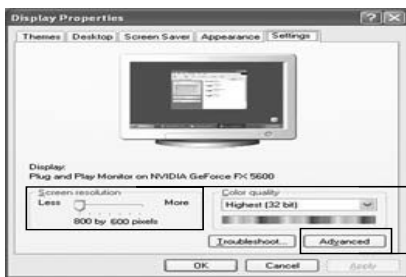 Display Properties
Themes Desktop Screen Saver Appearance Settings
Display:
Plug and Play Monitor on NVIDIA GeForce FX 5600
Screen resolution
Less More
800 by 600 pixels
Color quality
Highest (32 bit)
Troubleshoot... Advanced
OK Cancel Apply